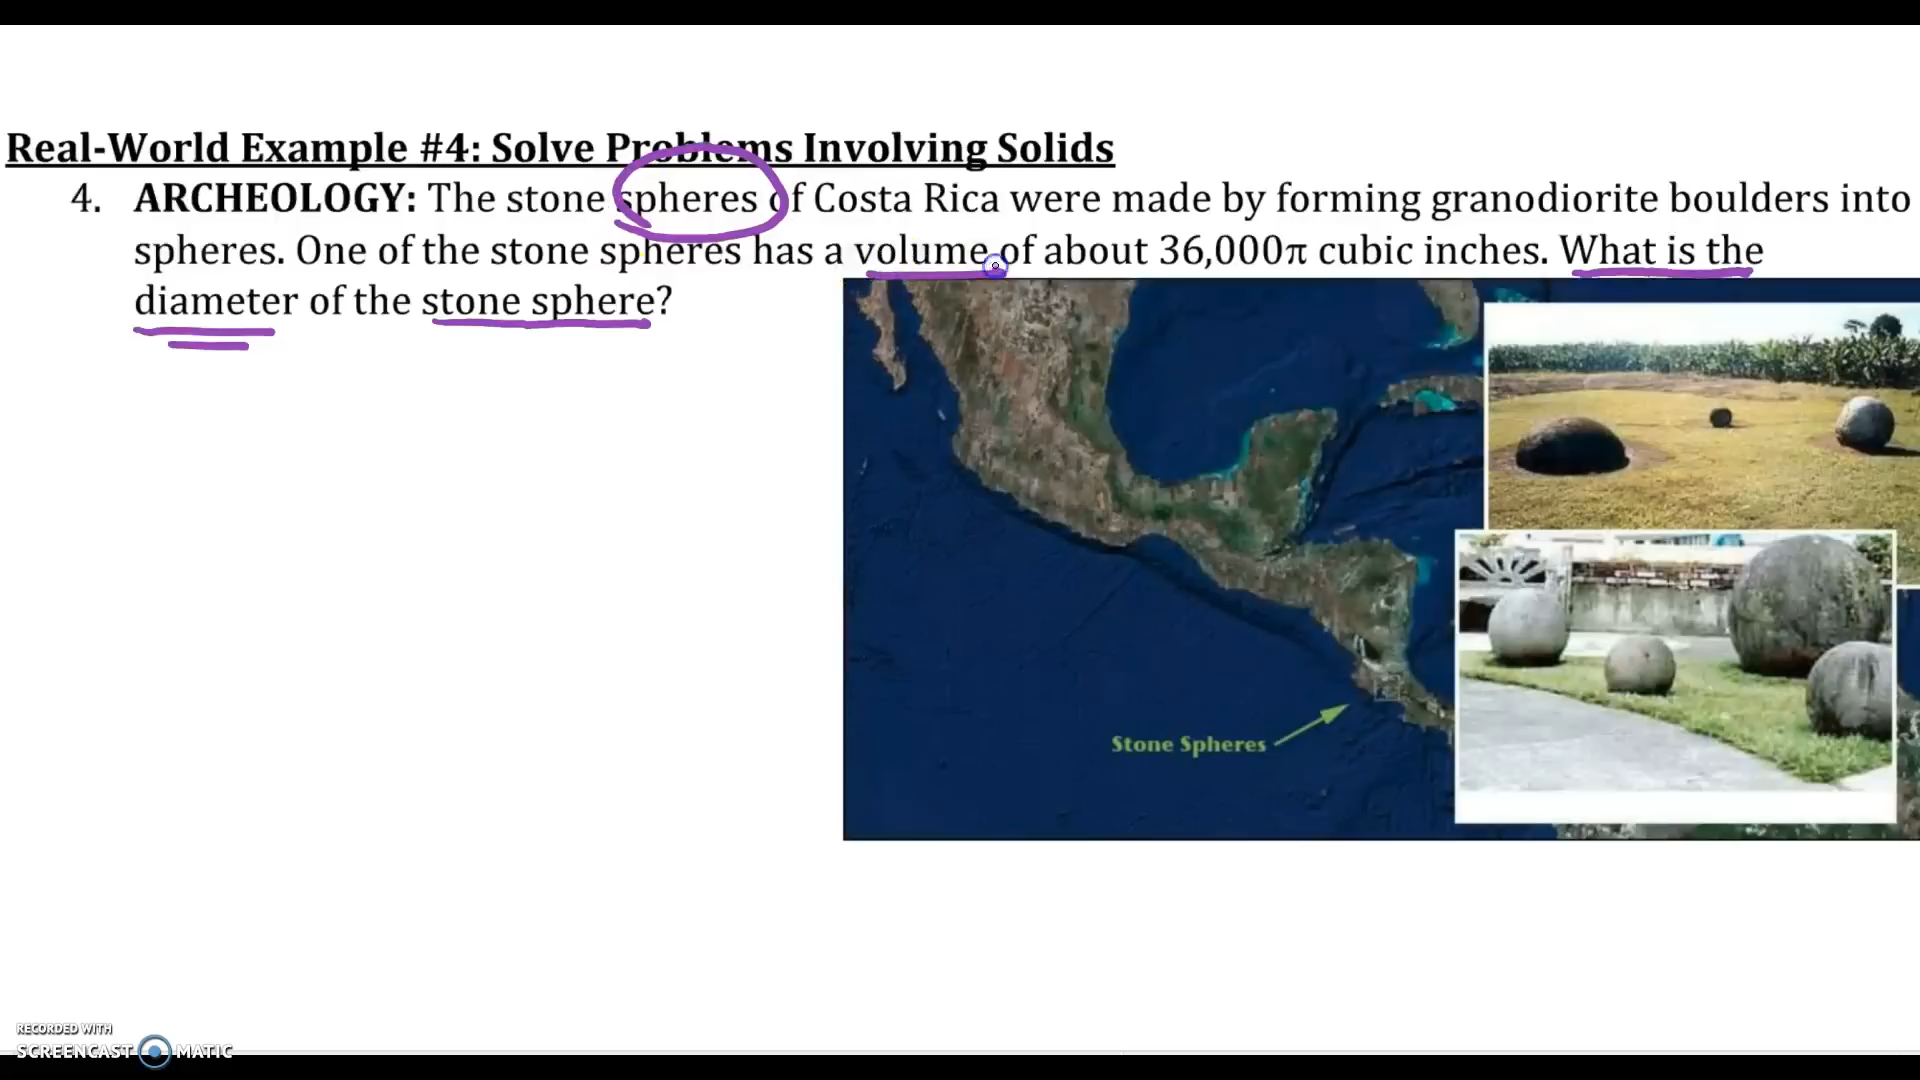 Real-World Example #4: Solve Problems Involving Solids
4. ARCHEOLOGY: The stone spheres of Costa Rica were made by forming granodiorite boulders into
spheres. One of the stone spheres has a volume of about 36,000π cubic inches. What is the
diameter of the stone sphere?
Stone Spheres
RECORDED WITH
SCREENCAST MATIC